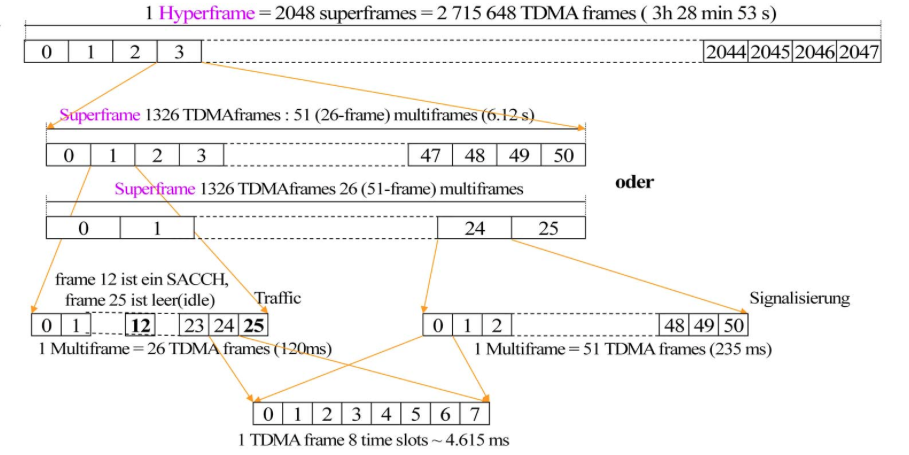 1 Hyperframe = 2048 superframes = 2 715 648 TDMA frames ( 3h 28 min 53 s)
0 1 2 3 2044 2045 2046 2047
Superframe 1326 TDMAframes : 51 (26-frame) multiframes (6.12 s)
0 1 2 3 47 48 49 50
oder
Superframe 1326 TDMAframes 26 (51-frame) multiframes
0 1 24 25
frame 12 ist ein SACCH,
frame 25 ist leer(idle)
Traffic
Signalisierung
0 1 12 23 24 25
0 1 2 48 49 50
1 Multiframe = 26 TDMA frames (120ms)
1 Multiframe = 51 TDMA frames (235 ms)
0 1 2 3 4 5 6 7
1 TDMA frame 8 time slots ~ 4.615 ms